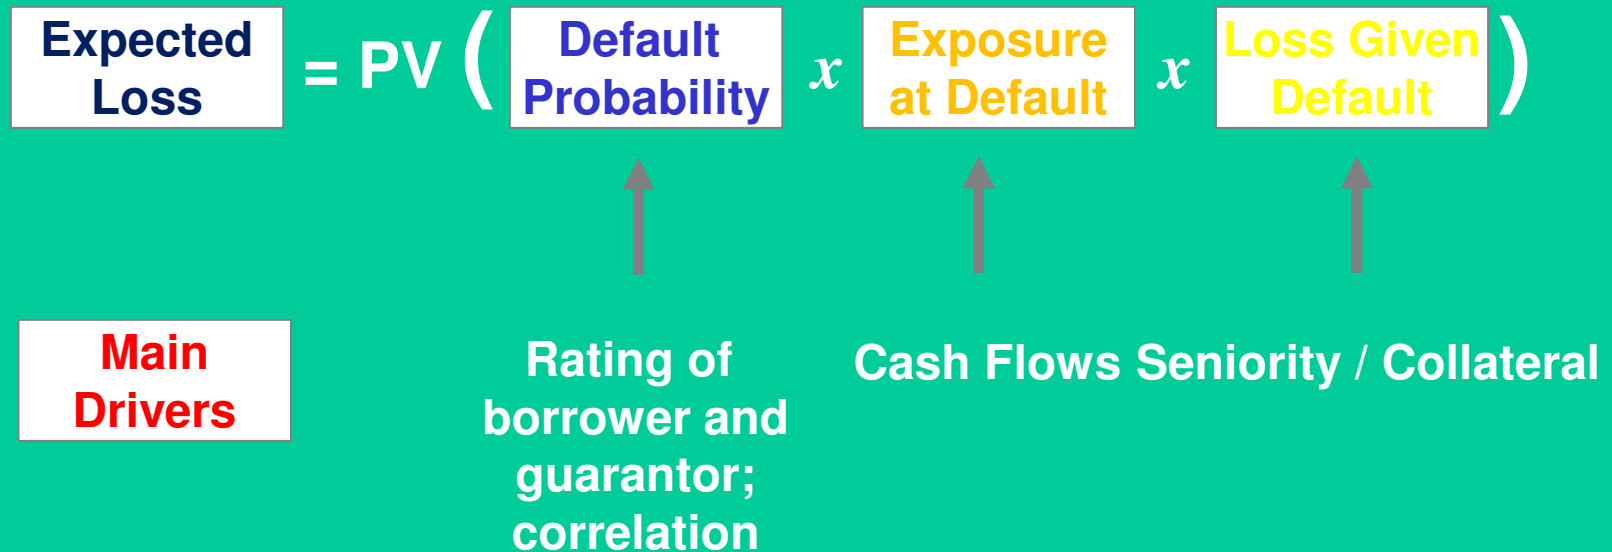 Expected
Loss
= PV (
Default
Probability
x
Exposure
at Default
x
Loss Given
Default
)
Main
Drivers
Rating of
borrower and
guarantor;
correlation
Cash Flows
Seniority / Collateral